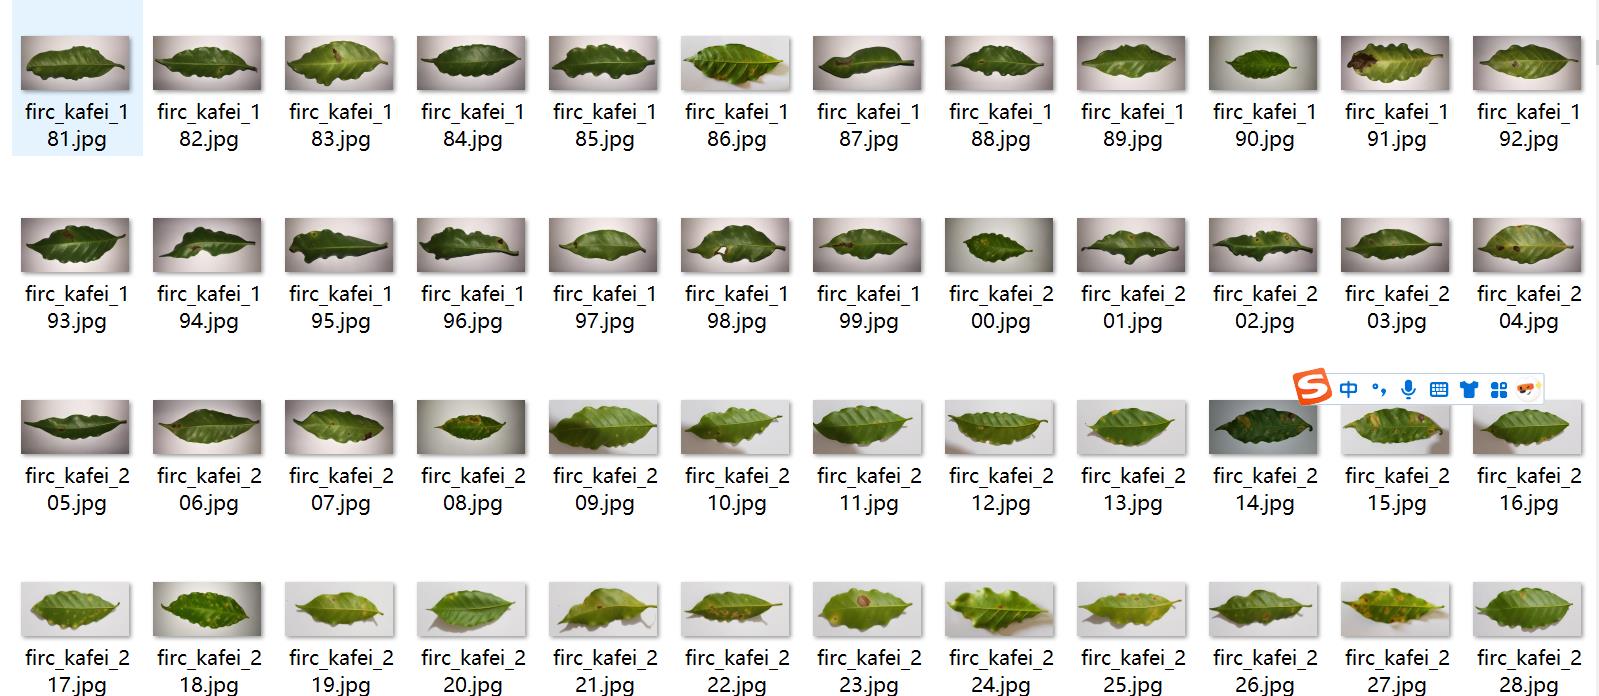 firc_kafei_1 firc_kafei_1 firc_kafei_1 firc_kafei_1 firc_kafei_1 firc_kafei_1 firc_kafei_1 firc_kafei_1 firc_kafei_1 firc_kafei_1 firc_kafei_1 firc_kafei_1
81.jpg 82.jpg 83.jpg 84.jpg 85.jpg 86.jpg 87.jpg 88.jpg 89.jpg 90.jpg 91.jpg 92.jpg
firc_kafei_1 firc_kafei_1 firc_kafei_1 firc_kafei_1 firc_kafei_1 firc_kafei_1 firc_kafei_1 firc_kafei_2 firc_kafei_2 firc_kafei_2 firc_kafei_2 firc_kafei_2
93.jpg 94.jpg 95.jpg 96.jpg 97.jpg 98.jpg 99.jpg 00.jpg 01.jpg 02.jpg 03.jpg 04.jpg
S 中
firc_kafei_2 firc_kafei_2 firc_kafei_2 firc_kafei_2 firc_kafei_2 firc_kafei_2 firc_kafei_2 firc_kafei_2 firc_kafei_2 firc_kafei_2 firc_kafei_2 firc_kafei_2
05.jpg 06.jpg 07.jpg 08.jpg 09.jpg 10.jpg 11.jpg 12.jpg 13.jpg 14.jpg 15.jpg 16.jpg
firc_kafei_2 firc_kafei_2 firc_kafei_2 firc_kafei_2 firc_kafei_2 firc_kafei_2 firc_kafei_2 firc_kafei_2 firc_kafei_2 firc_kafei_2 firc_kafei_2 firc_kafei_2
17.jpg 18.jpg 19.jpg 20.jpg 21.jpg 22.jpg 23.jpg 24.jpg 25.jpg 26.jpg 27.jpg 28.jpg